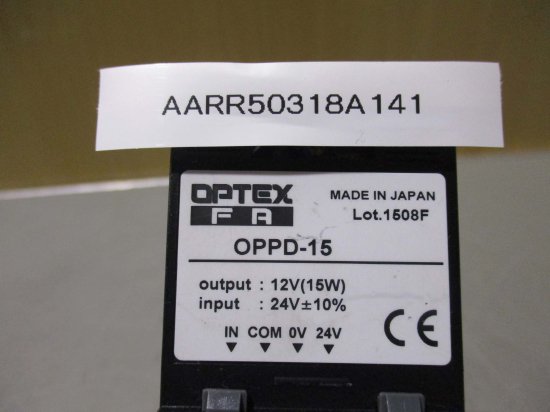 AARR50318A141
OPTEX
FA
MADE IN JAPAN
Lot.1508F
OPPD-15
output : 12V(15W)
input : 24V±10%
IN COM 0V 24V
CE